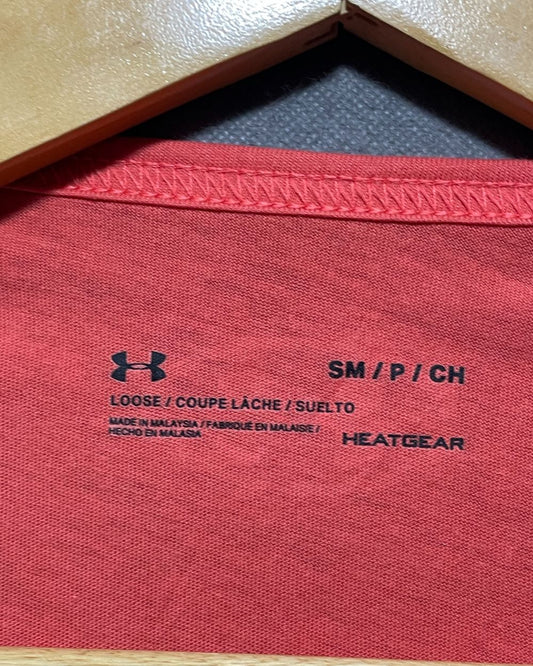 SM / P / CH
LOOSE / COUPE LÂCHE / SUELTO
MADE IN MALAYSIA / FABRIQUÉ EN MALAISIE /
HECHO EN MALASIA
HEATGEAR